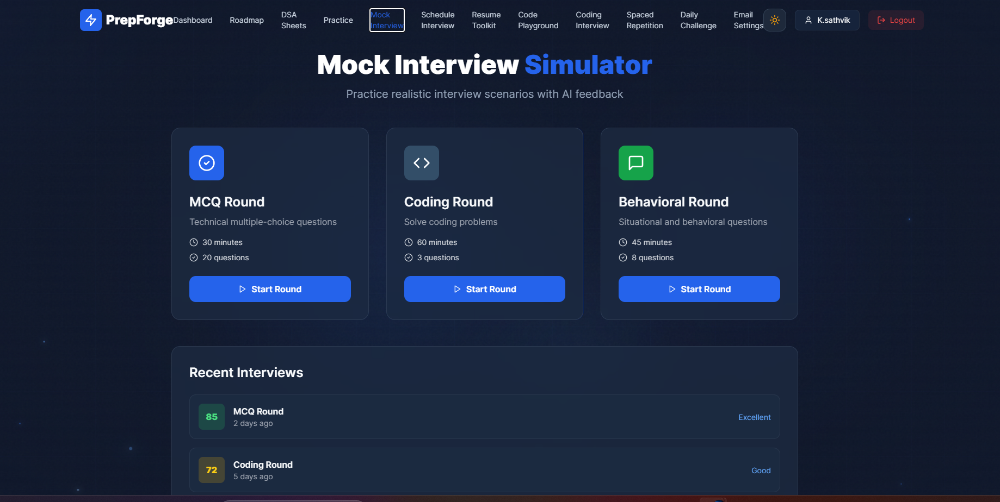 PrepForge
Dashboard
Roadmap
DSA
Sheets
Practice
Mock
Interview
Schedule
Interview
Resume
Toolkit
Code
Playground
Coding
Interview
Spaced
Repetition
Daily
Challenge
Email
Settings
K.sathvik
Logout
Mock Interview Simulator
Practice realistic interview scenarios with AI feedback
MCQ Round
Technical multiple-choice questions
30 minutes
20 questions
Start Round
Coding Round
Solve coding problems
60 minutes
3 questions
Start Round
Behavioral Round
Situational and behavioral questions
45 minutes
8 questions
Start Round
Recent Interviews
85
MCQ Round
2 days ago
Excellent
72
Coding Round
5 days ago
Good